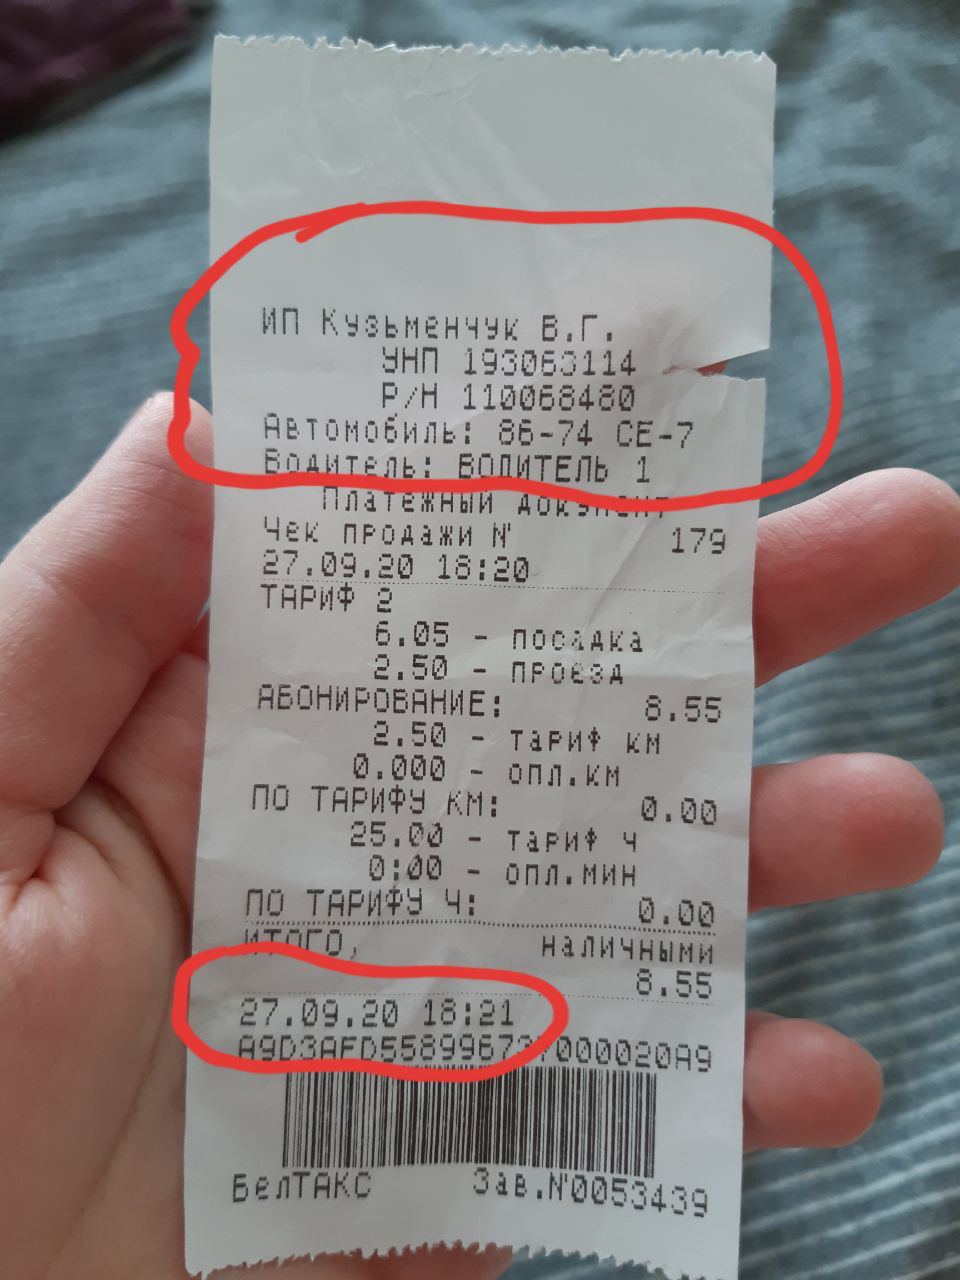 ИП Кузьменчук В.Г.
УНП 193063114
Р/Н 110068480
Автомобиль: 86-74 СЕ-7
Водитель: ВОДИТЕЛЬ 1
Платежный документ
Чек продажи N° 179
27.09.20 18:20
ТАРИФ 2
6.05 - посадка
2.50 - проезд
АБОНИРОВАНИЕ: 8.55
2.50 - тариф км
0.000 - опл.км
ПО ТАРИФУ КМ: 0.00
25.00 - тариф ч
0:00 - опл.мин
ПО ТАРИФУ Ч: 0.00
ИТОГО, наличными
8.55
27.09.20 18:21
БелТАКС Зав.N°0053439